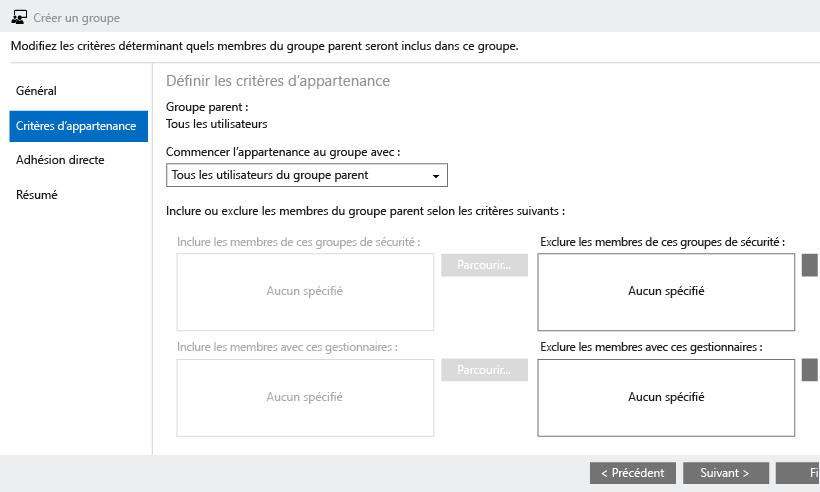 Créer un groupe
Modifiez les critères déterminant quels membres du groupe parent seront inclus dans ce groupe.
Général
Critères d'appartenance
Adhésion directe
Résumé
Définir les critères d'appartenance
Groupe parent :
Tous les utilisateurs
Commencer l'appartenance au groupe avec :
Tous les utilisateurs du groupe parent
Inclure ou exclure les membres du groupe parent selon les critères suivants :
Inclure les membres de ces groupes de sécurité :
Aucun spécifié
Parcourir...
Exclure les membres de ces groupes de sécurité :
Aucun spécifié
Inclure les membres avec ces gestionnaires :
Aucun spécifié
Parcourir...
Exclure les membres avec ces gestionnaires :
Aucun spécifié
< Précédent
Suivant >